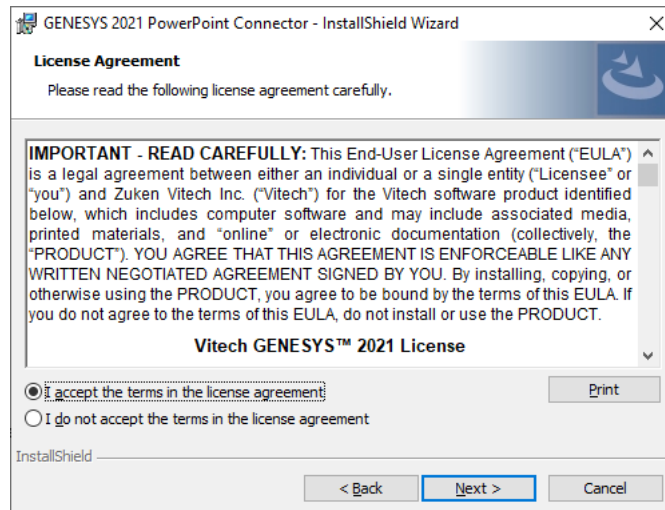 GENESYS 2021 PowerPoint Connector - InstallShield Wizard
License Agreement
Please read the following license agreement carefully.
IMPORTANT - READ CAREFULLY: This End-User License Agreement (“EULA”)
is a legal agreement between either an individual or a single entity (“Licensee” or
“you”) and Zuken Vitech Inc. (“Vitech”) for the Vitech software product identified
below, which includes computer software and may include associated media,
printed materials, and “online” or electronic documentation (collectively, the
“PRODUCT”). YOU AGREE THAT THIS AGREEMENT IS ENFORCEABLE LIKE ANY
WRITTEN NEGOTIATED AGREEMENT SIGNED BY YOU. By installing, copying, or
otherwise using the PRODUCT, you agree to be bound by the terms of this EULA. If
you do not agree to the terms of this EULA, do not install or use the PRODUCT.
Vitech GENESYS™ 2021 License
I accept the terms in the license agreement
Print
I do not accept the terms in the license agreement
InstallShield
< Back
Next >
Cancel